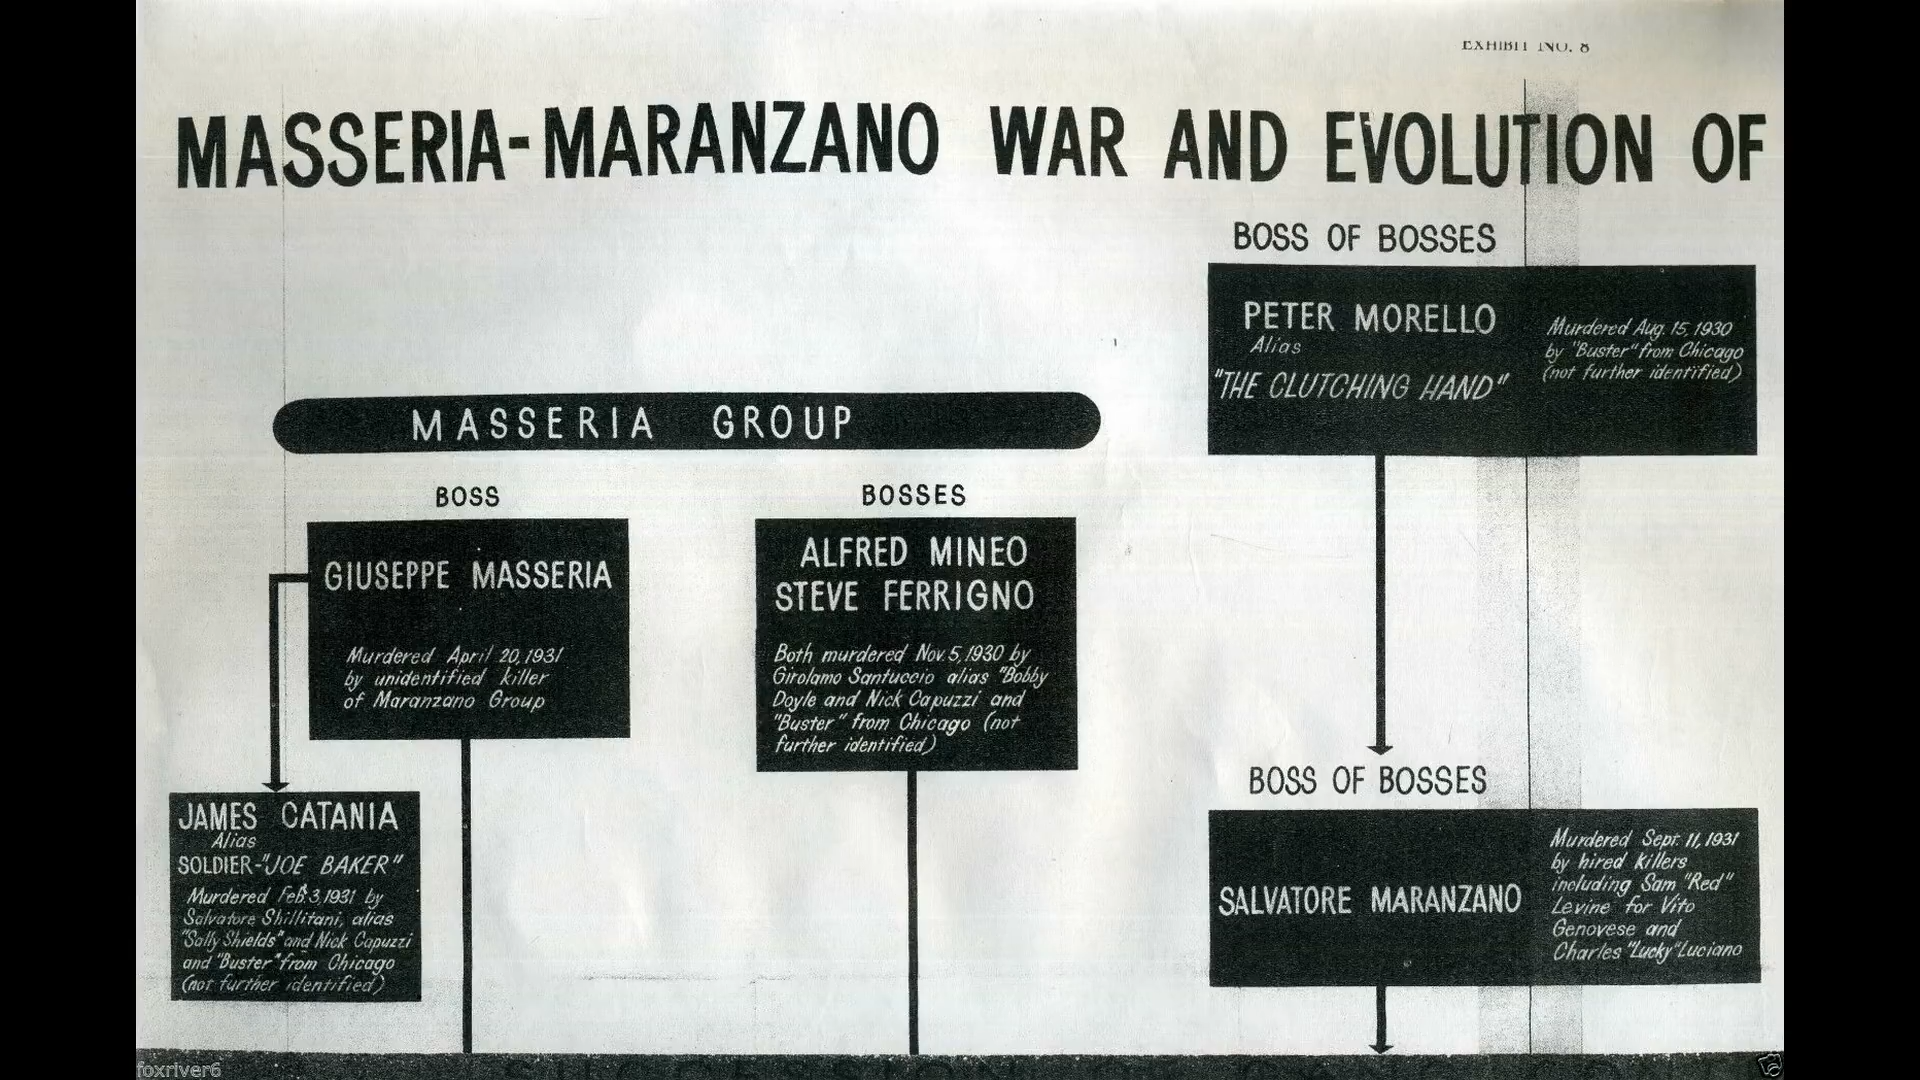 EXHIBIT NO. 8
MASSERIA-MARANZANO WAR AND EVOLUTION OF
BOSS OF BOSSES
PETER MORELLO
Alias
"THE CLUTCHING HAND"
Murdered Aug. 15, 1930
by "Buster" from Chicago
(not further identified)
MASSERIA GROUP
BOSS
GIUSEPPE MASSERIA
Murdered April 20, 1931
by unidentified killer
of Maranzano Group
BOSSES
ALFRED MINEO
STEVE FERRIGNO
Both murdered Nov. 5, 1930 by
Girolamo Santuccio alias "Bobby
Doyle and Nick Capuzzi and
"Buster" from Chicago (not
further identified)
JAMES CATANIA
Alias
SOLDIER-"JOE BAKER"
Murdered Feb. 3, 1931 by
Salvatore Shillitani, alias
"Sally Shields" and Nick Capuzzi
and "Buster" from Chicago
(not further identified)
BOSS OF BOSSES
SALVATORE MARANZANO
Murdered Sept. 11, 1931
by hired killers
including Sam "Red"
Levine for Vito
Genovese and
Charles "Lucky" Luciano
foxriver6